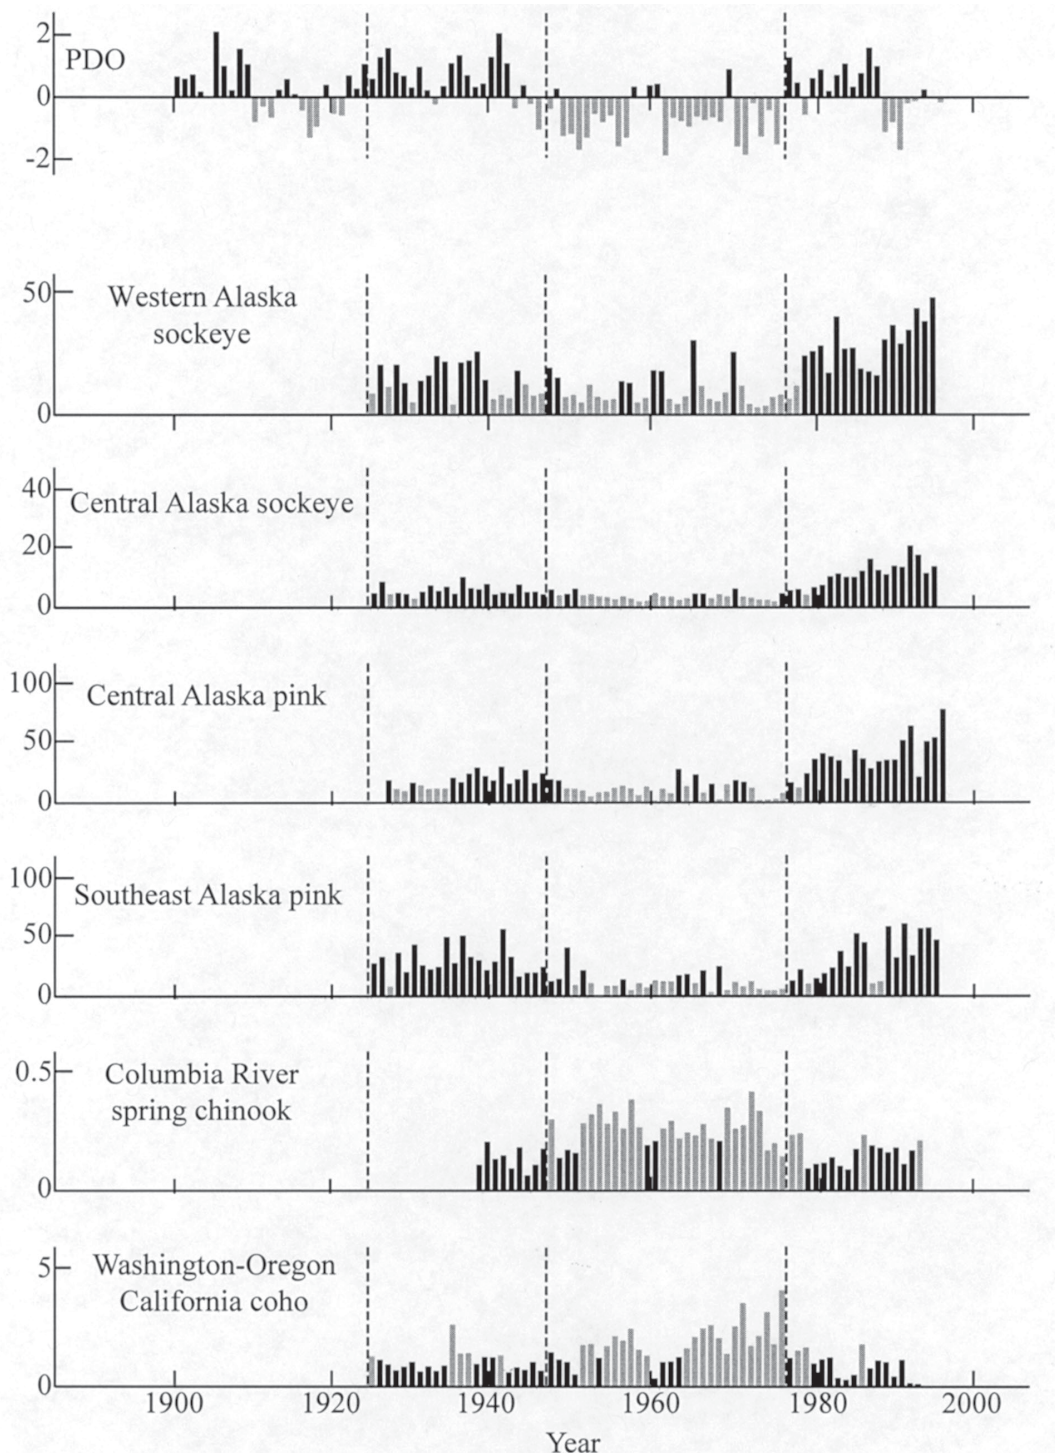 2
PDO
0
-2
50
Western Alaska
sockeye
0
40
Central Alaska sockeye
20
0
100
Central Alaska pink
50
0
100
Southeast Alaska pink
50
0
0.5
Columbia River
spring chinook
0
5
Washington-Oregon
California coho
0
1900 1920 1940 1960 1980 2000
Year